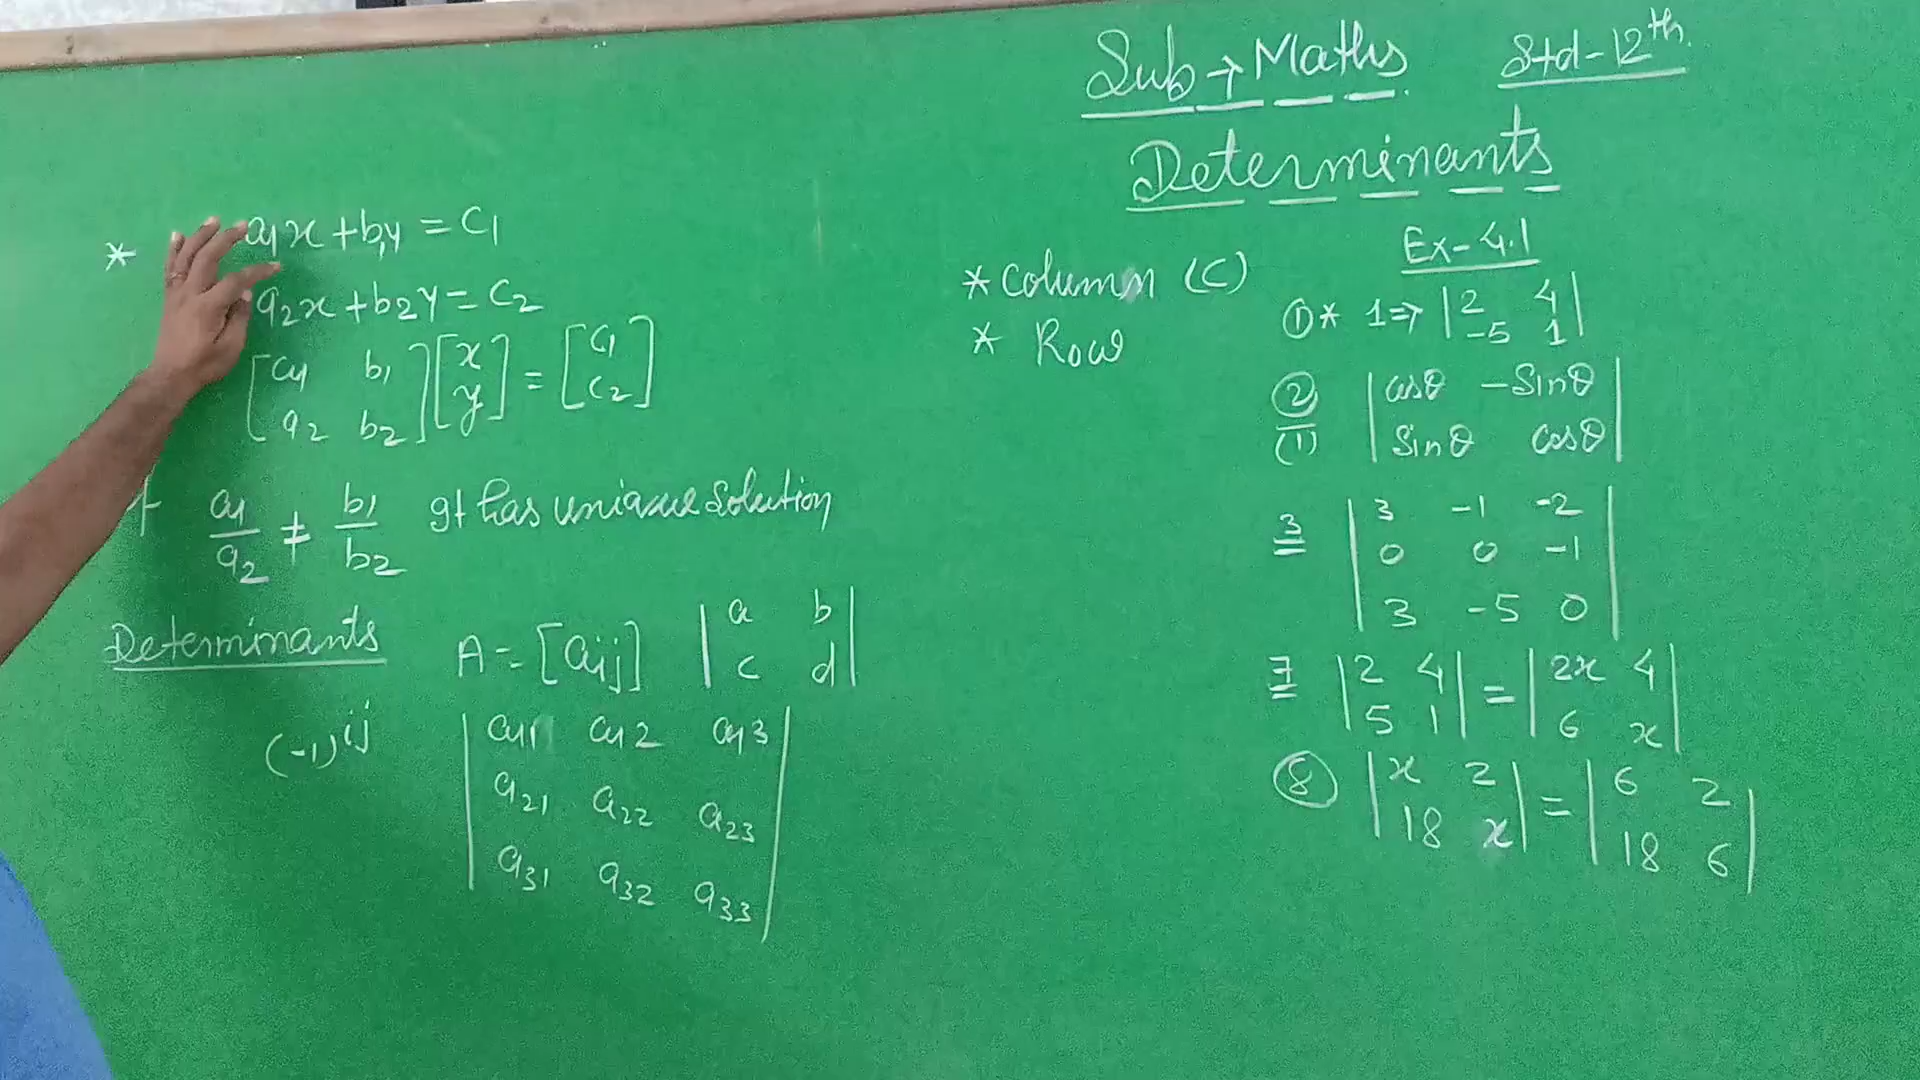 Sub → Maths Std-12th.
Determinants
* a1x + b1y = C1
a2x + b2y = C2
[a1 b1
a2 b2] [x
y] = [C1
C2]
a1/a2 ≠ b1/b2 It has unique Solution
Determinants A = [aij] |a b
c d|
(-1)^ij
|a11 a12 a13
a21 a22 a23
a31 a32 a33|
* Column (C)
* Row
Ex-4.1
① * 1 ⇒ |2 4
-5 1|
② (1) |cosθ -Sinθ
Sinθ cosθ|
3 |3 -1 -2
0 0 -1
3 -5 0|
7 |2 4
5 1| = |2x 4
6 x|
⑧ |x 2
18 x| = |6 2
18 6|